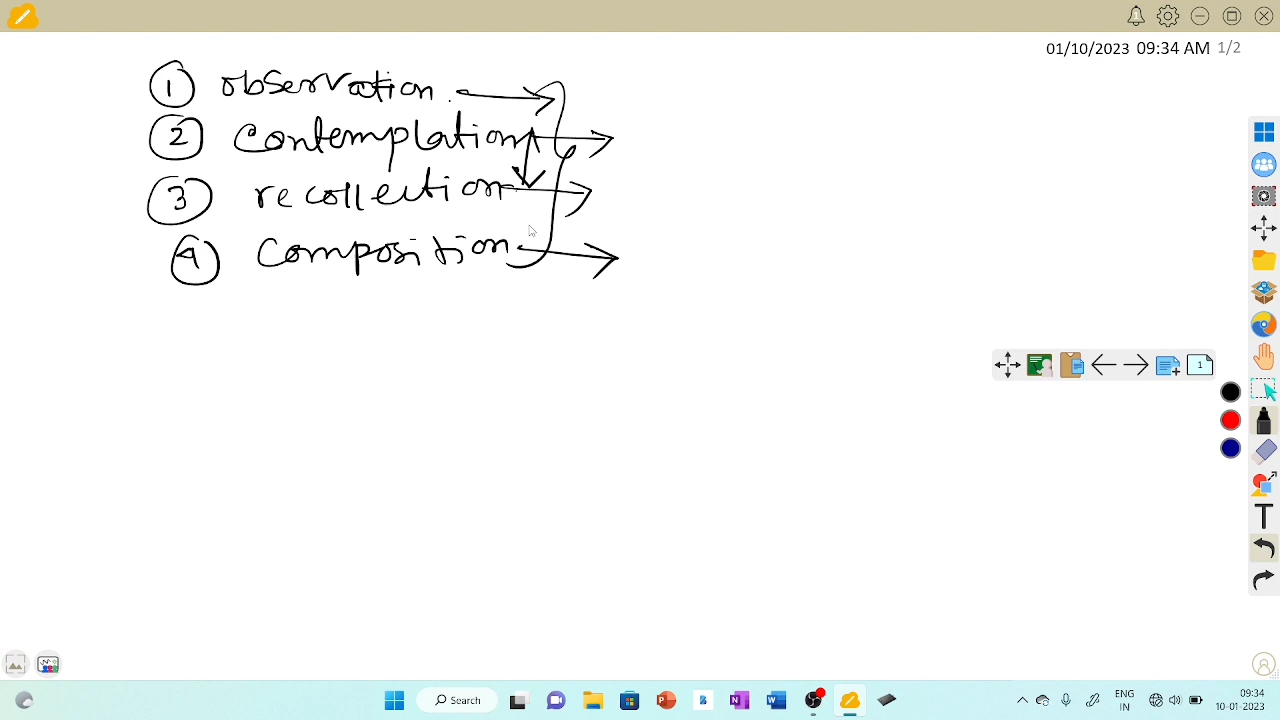 01/10/2023 09:34 AM 1/2
1 observation
2 Contemplation
3 recollection
4 Composition
1
Search
ENG
IN
09:34
10-01-2023